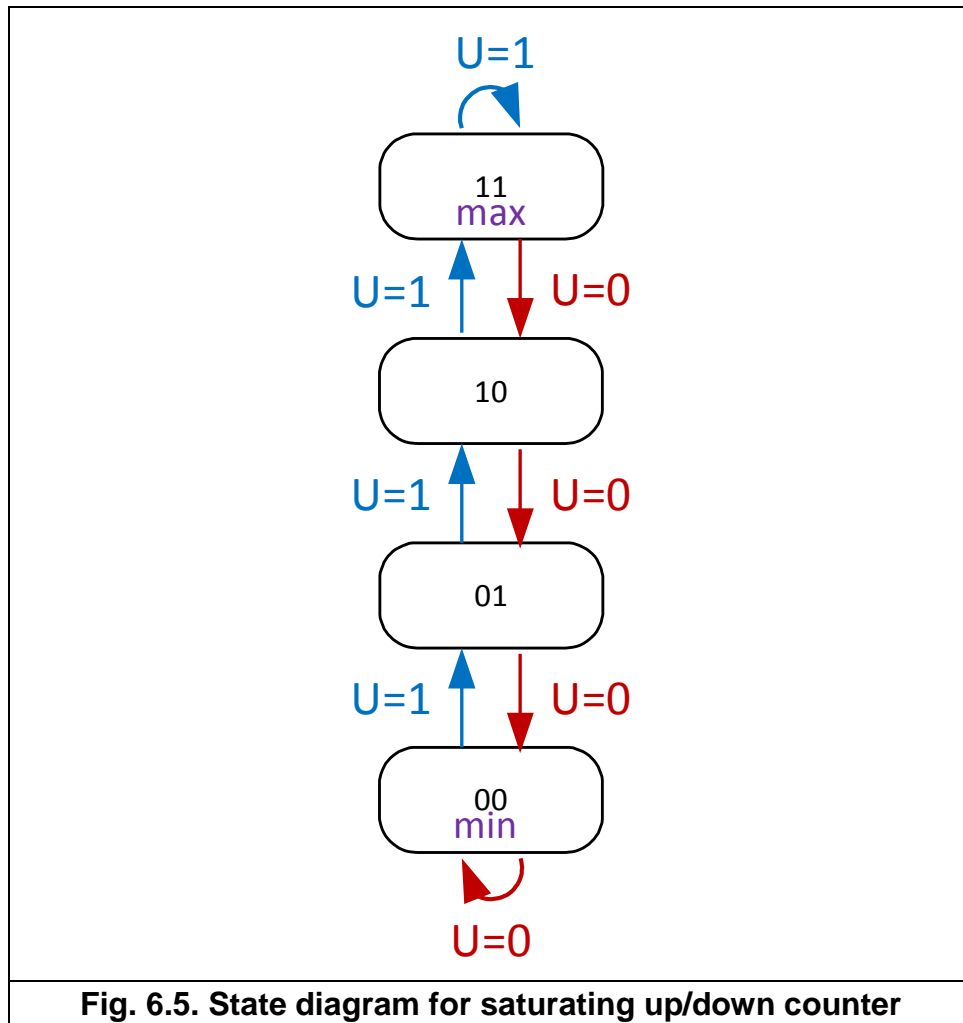 U=1
11
max
U=1 U=0
10
U=1 U=0
01
U=1 U=0
00
min
U=0
Fig. 6.5. State diagram for saturating up/down counter